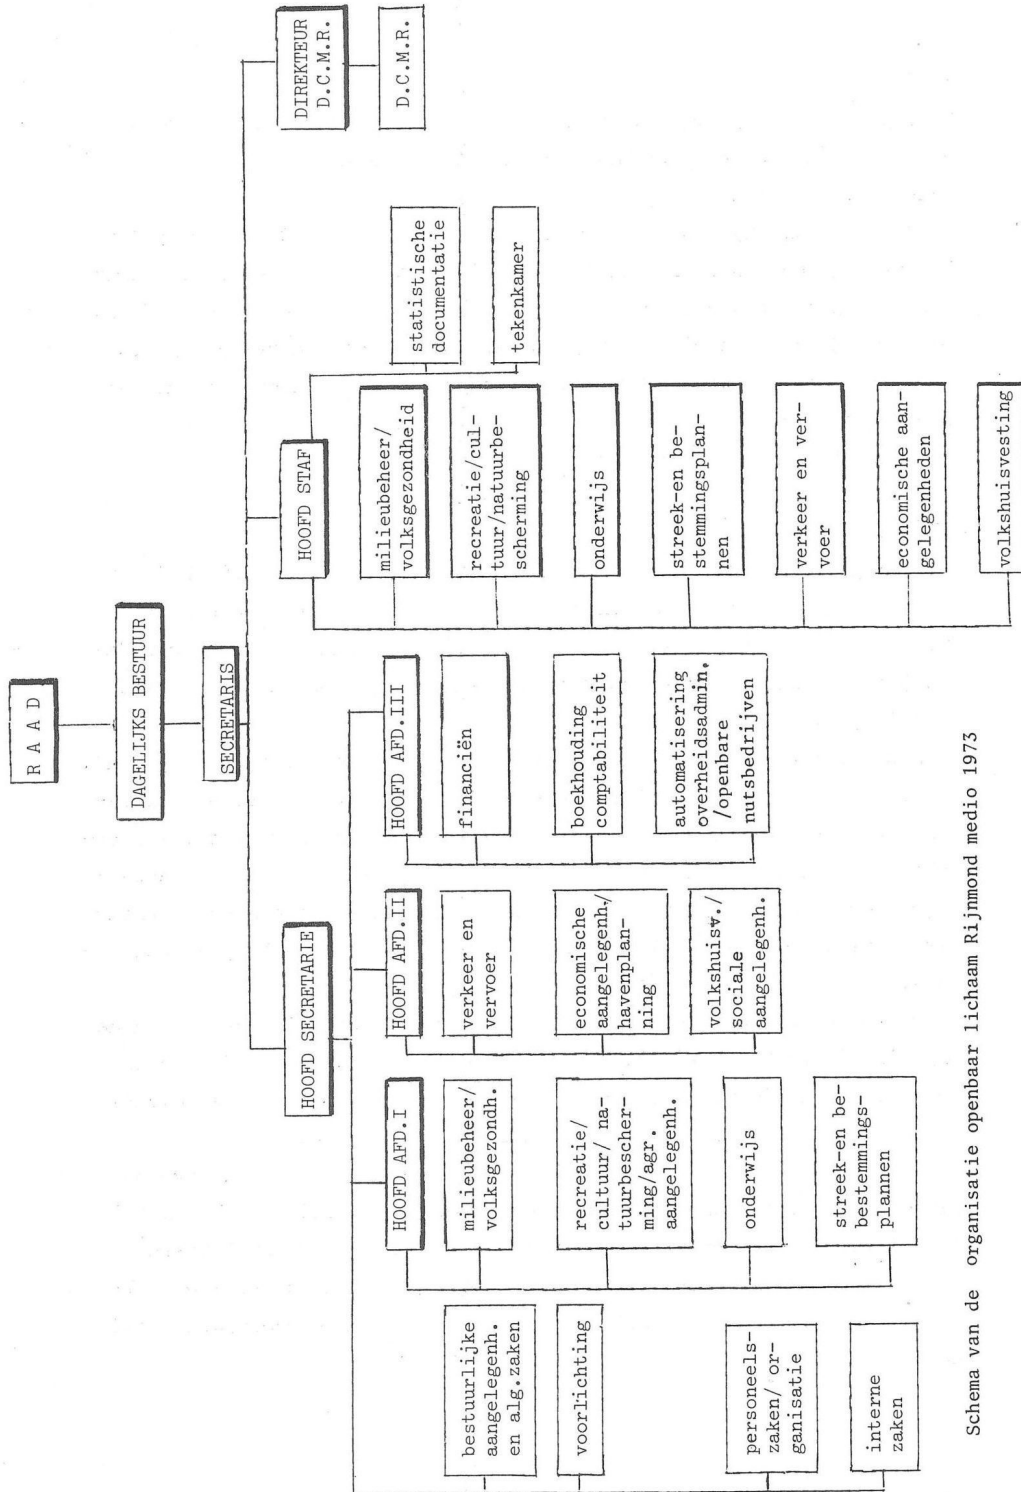 R A A D
DAGELIJKS BESTUUR
SECRETARIS
HOOFD SECRETARIE
HOOFD STAF
DIREKTEUR
D.C.M.R.
D.C.M.R.
bestuurlijke
aangelegenh.
en alg.zaken
voorlichting
personeels-
zaken/ or-
ganisatie
interne
zaken
HOOFD AFD.I
milieubeheer/
volksgezondh.
recreatie/
cultuur/ na-
tuurbescher-
ming/agr.
aangelegenh.
onderwijs
streek-en be-
bestemmings-
plannen
HOOFD AFD.II
verkeer en
vervoer
economische
aangelegenh./
havenplan-
ning
volkshuisv./
sociale
aangelegenh.
HOOFD AFD.III
financiën
boekhouding
comptabiliteit
automatisering
overheidsadmin.
/openbare
nutsbedrijven
milieubeheer/
volksgezondheid
recreatie/cul-
tuur/natuurbe-
scherming
onderwijs
streek-en be-
stemmingsplan-
nen
verkeer en ver-
voer
economische aan-
gelegenheden
volkshuisvesting
statistische
documentatie
tekenkamer
Schema van de organisatie openbaar lichaam Rijnmond medio 1973